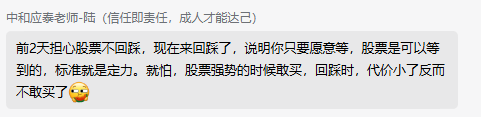 中和应泰老师-陆（信任即责任，成人才能达己）
前2天担心股票不回踩，现在来回踩了，说明你只要愿意等，股票是可以等
到的，标准就是定力。就怕，股票强势的时候敢买，回踩时，代价小了反而
不敢买了